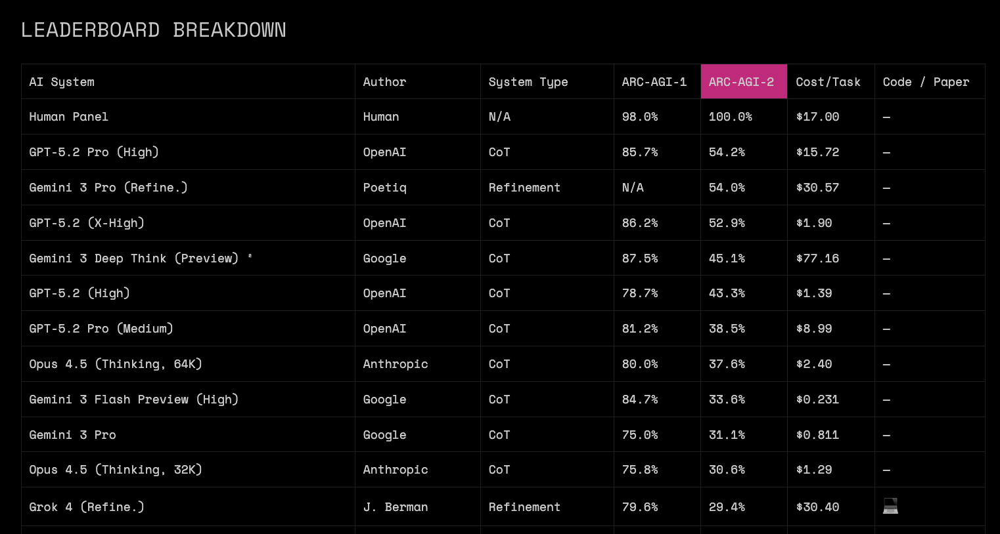 LEADERBOARD BREAKDOWN
AI System Author System Type ARC-AGI-1 ARC-AGI-2 Cost/Task Code / Paper
Human Panel Human N/A 98.0% 100.0% $17.00 —
GPT-5.2 Pro (High) OpenAI CoT 85.7% 54.2% $15.72 —
Gemini 3 Pro (Refine.) Poetiq Refinement N/A 54.0% $30.57 —
GPT-5.2 (X-High) OpenAI CoT 86.2% 52.9% $1.90 —
Gemini 3 Deep Think (Preview) Google CoT 87.5% 45.1% $77.16 —
GPT-5.2 (High) OpenAI CoT 78.7% 43.3% $1.39 —
GPT-5.2 Pro (Medium) OpenAI CoT 81.2% 38.5% $8.99 —
Opus 4.5 (Thinking, 64K) Anthropic CoT 80.0% 37.6% $2.40 —
Gemini 3 Flash Preview (High) Google CoT 84.7% 33.6% $0.231 —
Gemini 3 Pro Google CoT 75.0% 31.1% $0.811 —
Opus 4.5 (Thinking, 32K) Anthropic CoT 75.8% 30.6% $1.29 —
Grok 4 (Refine.) J. Berman Refinement 79.6% 29.4% $30.40